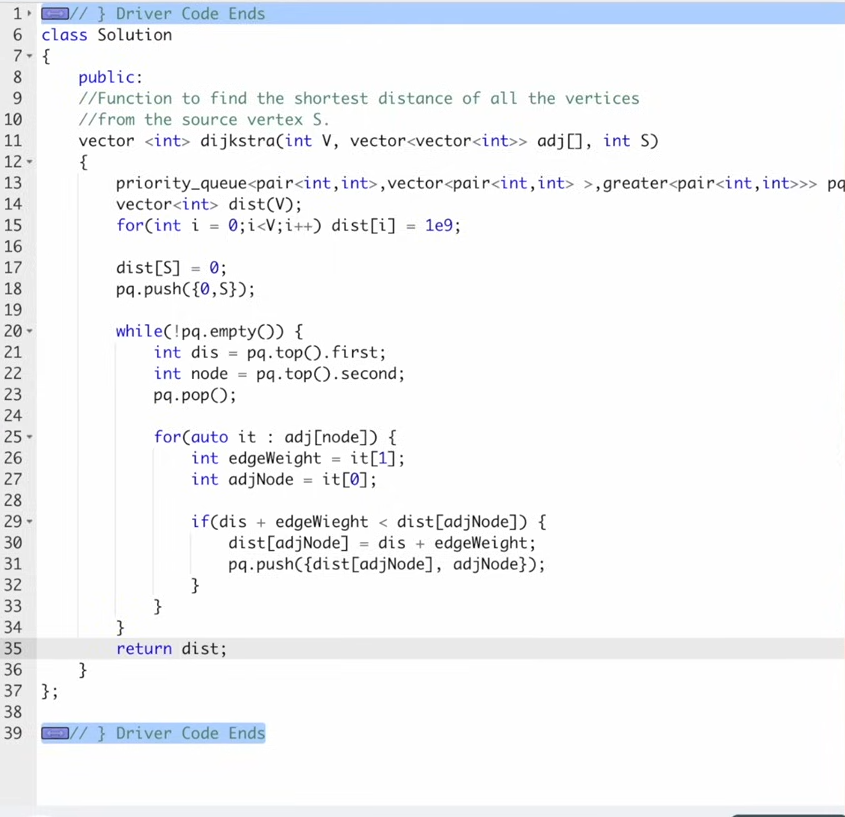 1 // } Driver Code Ends
6 class Solution
7 {
8 public:
9 //Function to find the shortest distance of all the vertices
10 //from the source vertex S.
11 vector <int> dijkstra(int V, vector<vector<int>> adj[], int S)
12 {
13 priority_queue<pair<int,int>,vector<pair<int,int> >,greater<pair<int,int>>> pq
14 vector<int> dist(V);
15 for(int i = 0;i<V;i++) dist[i] = 1e9;
16
17 dist[S] = 0;
18 pq.push({0,S});
19
20 while(!pq.empty()) {
21 int dis = pq.top().first;
22 int node = pq.top().second;
23 pq.pop();
24
25 for(auto it : adj[node]) {
26 int edgeWeight = it[1];
27 int adjNode = it[0];
28
29 if(dis + edgeWieght < dist[adjNode]) {
30 dist[adjNode] = dis + edgeWeight;
31 pq.push({dist[adjNode], adjNode});
32 }
33 }
34 }
35 return dist;
36 }
37 };
38
39 // } Driver Code Ends